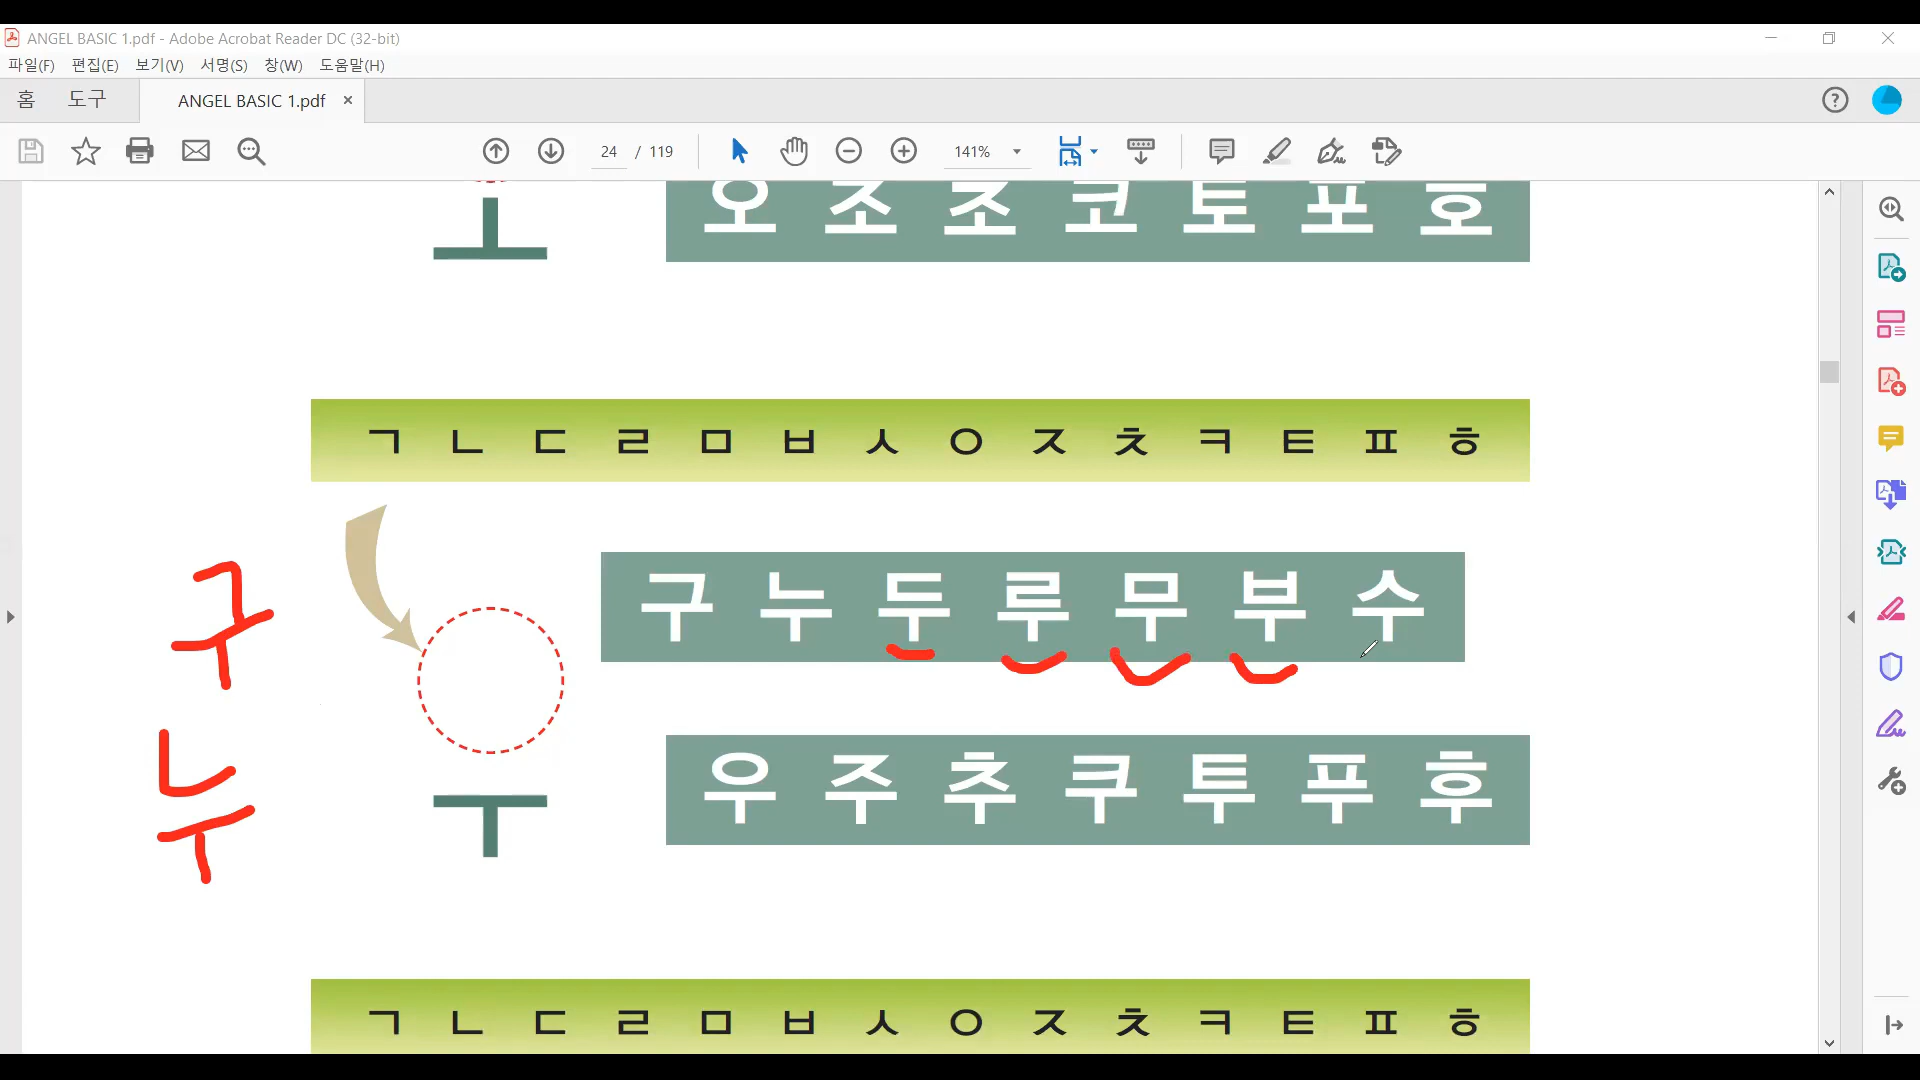 ANGEL BASIC 1.pdf - Adobe Acrobat Reader DC (32-bit)
파일(F) 편집(E) 보기(V) 서명(S) 창(W) 도움말(H)
홈 도구 ANGEL BASIC 1.pdf ×
24 / 119 141%
오 조 초 코 토 포 호
ㅗ
ㄱ ㄴ ㄷ ㄹ ㅁ ㅂ ㅅ ㅇ ㅈ ㅊ ㅋ ㅌ ㅍ ㅎ
구
구 누 두 루 무 부 수
누
우 주 추 쿠 투 푸 후
ㅜ
ㄱ ㄴ ㄷ ㄹ ㅁ ㅂ ㅅ ㅇ ㅈ ㅊ ㅋ ㅌ ㅍ ㅎ